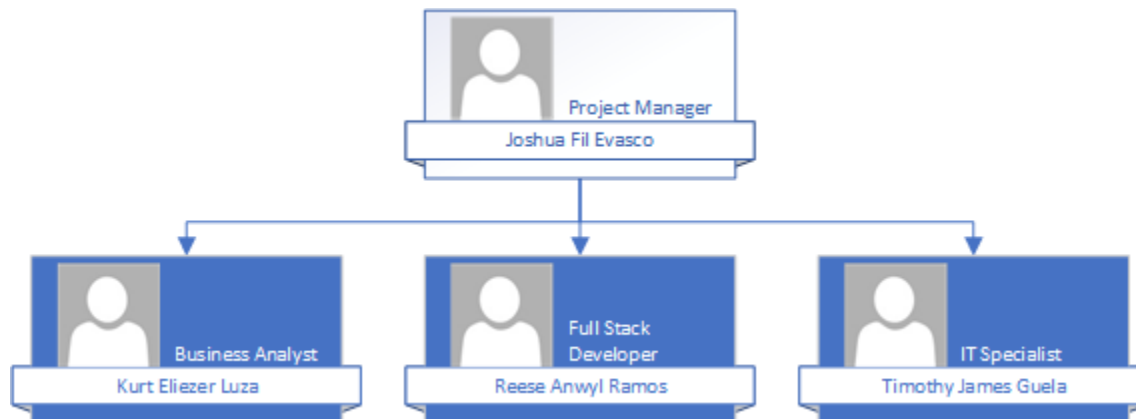 Project Manager
Joshua Fil Evasco
Business Analyst
Kurt Eliezer Luza
Full Stack
Developer
Reese Anwyl Ramos
IT Specialist
Timothy James Guela